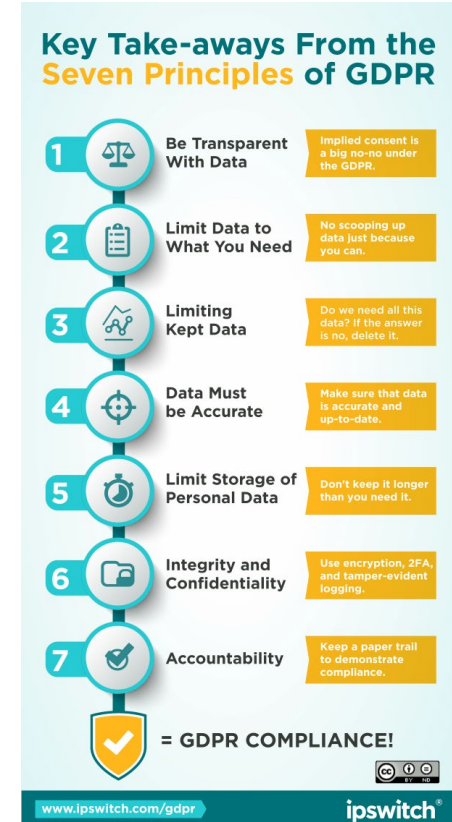 Key Take-aways From the
Seven Principles of GDPR
1
Be Transparent
With Data
Implied consent is
a big no-no under
the GDPR.
2
Limit Data to
What You Need
No scooping up
data just because
you can.
3
Limiting
Kept Data
Do we need all this
data? If the answer
is no, delete it.
4
Data Must
be Accurate
Make sure that data
is accurate and
up-to-date.
5
Limit Storage of
Personal Data
Don't keep it longer
than you need it.
6
Integrity and
Confidentiality
Use encryption, 2FA,
and tamper-evident
logging.
7
Accountability
Keep a paper trail
to demonstrate
compliance.
= GDPR COMPLIANCE!
cc
BY ND
www.ipswitch.com/gdpr
ipswitch®